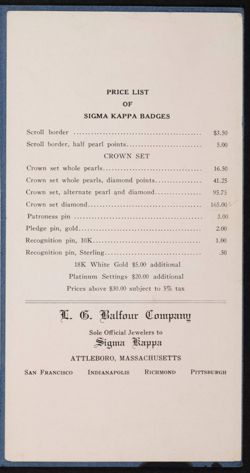 PRICE LIST
OF
SIGMA KAPPA BADGES
Scroll border ........ $3.50
Scroll border, half pearl points ........ 5.00
CROWN SET
Crown set whole pearls ........ 16.50
Crown set whole pearls, diamond points ........ 41.25
Crown set, alternate pearl and diamond ........ 95.75
Crown set diamond ........ 165.00
Patroness pin ........ 3.00
Pledge pin, gold ........ 2.00
Recognition pin, 10K ........ 1.00
Recognition pin, Sterling ........ .50
18K White Gold $5.00 additional
Platinum Settings $20.00 additional
Prices above $30.00 subject to 5% tax
L. G. Balfour Company
Sole Official Jewelers to
Sigma Kappa
ATTLEBORO, MASSACHUSETTS
SAN FRANCISCO INDIANAPOLIS RICHMOND PITTSBURGH